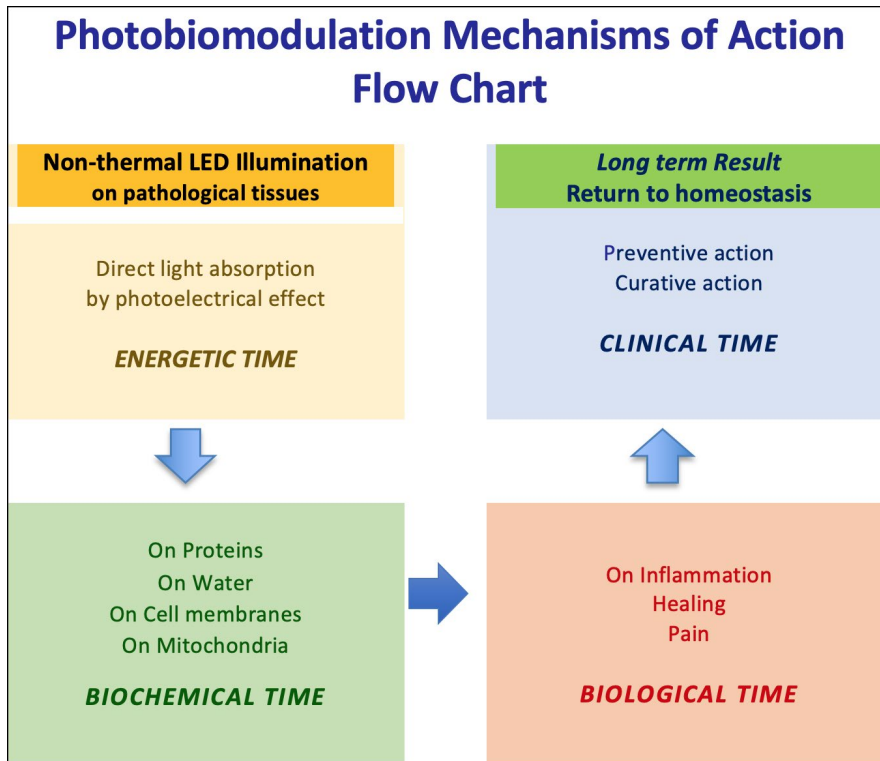 Photobiomodulation Mechanisms of Action
Flow Chart
Non-thermal LED Illumination
on pathological tissues
Direct light absorption
by photoelectrical effect
ENERGETIC TIME
On Proteins
On Water
On Cell membranes
On Mitochondria
BIOCHEMICAL TIME
On Inflammation
Healing
Pain
BIOLOGICAL TIME
Long term Result
Return to homeostasis
Preventive action
Curative action
CLINICAL TIME